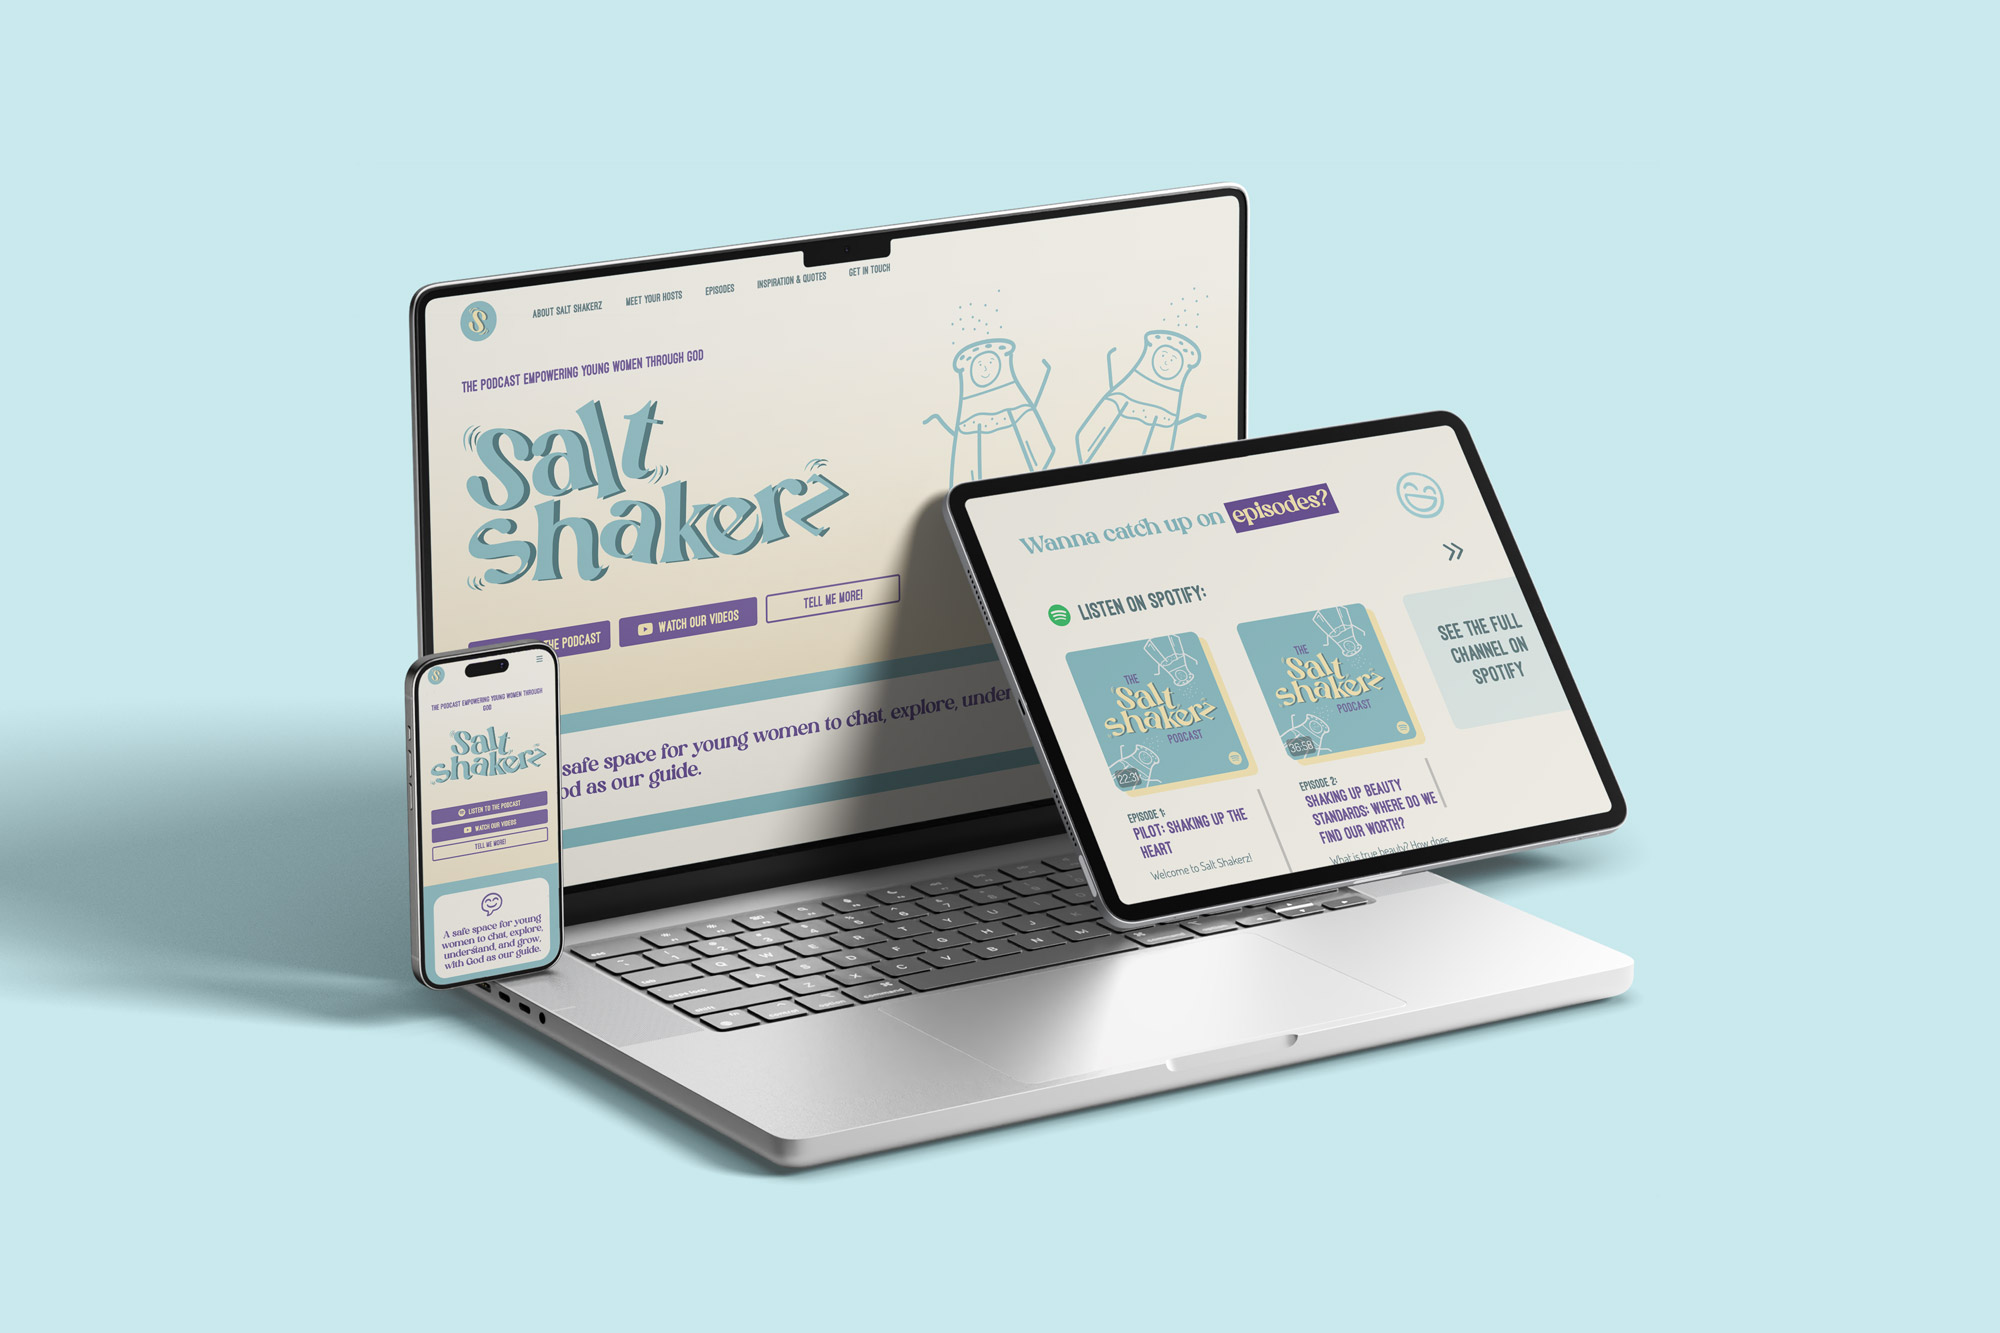 S
ABOUT SALT SHAKERZ
MEET YOUR HOSTS
EPISODES
INSPIRATION & QUOTES
GET IN TOUCH
THE PODCAST EMPOWERING YOUNG WOMEN THROUGH GOD
Salt
shakerz
THE PODCAST
WATCH OUR VIDEOS
TELL ME MORE!
safe space for young women to chat, explore, under
od as our guide.
S
THE PODCAST EMPOWERING YOUNG WOMEN THROUGH
GOD
Salt
shakerz
LISTEN TO THE PODCAST
WATCH OUR VIDEOS
TELL ME MORE!
A safe space for young
women to chat, explore,
understand, and grow,
with God as our guide.
Wanna catch up on episodes?
LISTEN ON SPOTIFY:
THE
Salt
shakerz
PODCAST
22:31
EPISODE 1:
PILOT: SHAKING UP THE
HEART
Welcome to Salt Shakerz!
THE
Salt
shakerz
PODCAST
36:58
EPISODE 2:
SHAKING UP BEAUTY
STANDARDS: WHERE DO WE
FIND OUR WORTH?
What is true beauty? How does
SEE THE FULL
CHANNEL ON
SPOTIFY